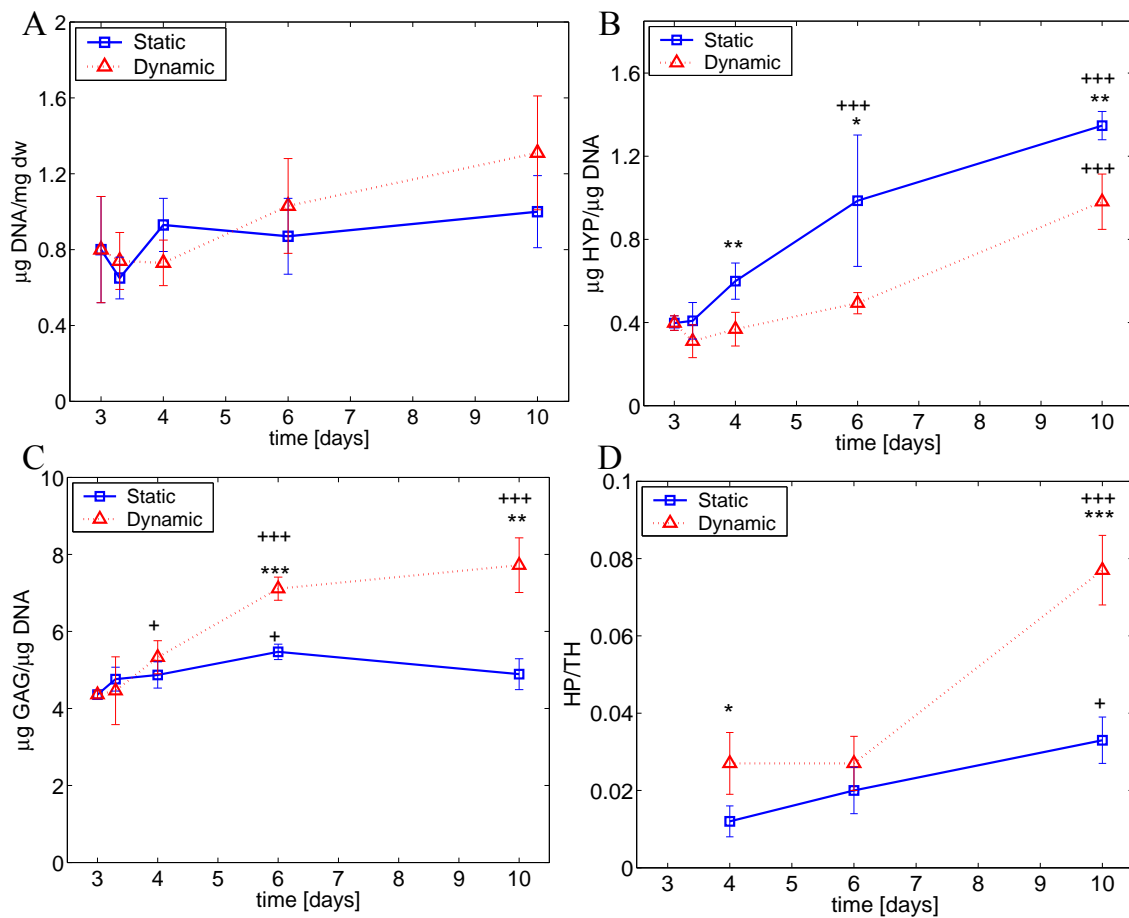 A
2
1.6
1.2
0.8
0.4
0
µg DNA/mg dw
Static
Dynamic
3 4 5 6 7 8 9 10
time [days]
B
1.6
1.2
0.8
0.4
0
µg HYP/µg DNA
Static
Dynamic
+++
**
+++
*
+++
**
3 4 5 6 7 8 9 10
time [days]
C
10
8
6
4
2
0
µg GAG/µg DNA
Static
Dynamic
+++
**
+++
***
+
+
3 4 5 6 7 8 9 10
time [days]
D
0.1
0.08
0.06
0.04
0.02
0
HP/TH
Static
Dynamic
+++
***
*
+
3 4 5 6 7 8 9 10
time [days]